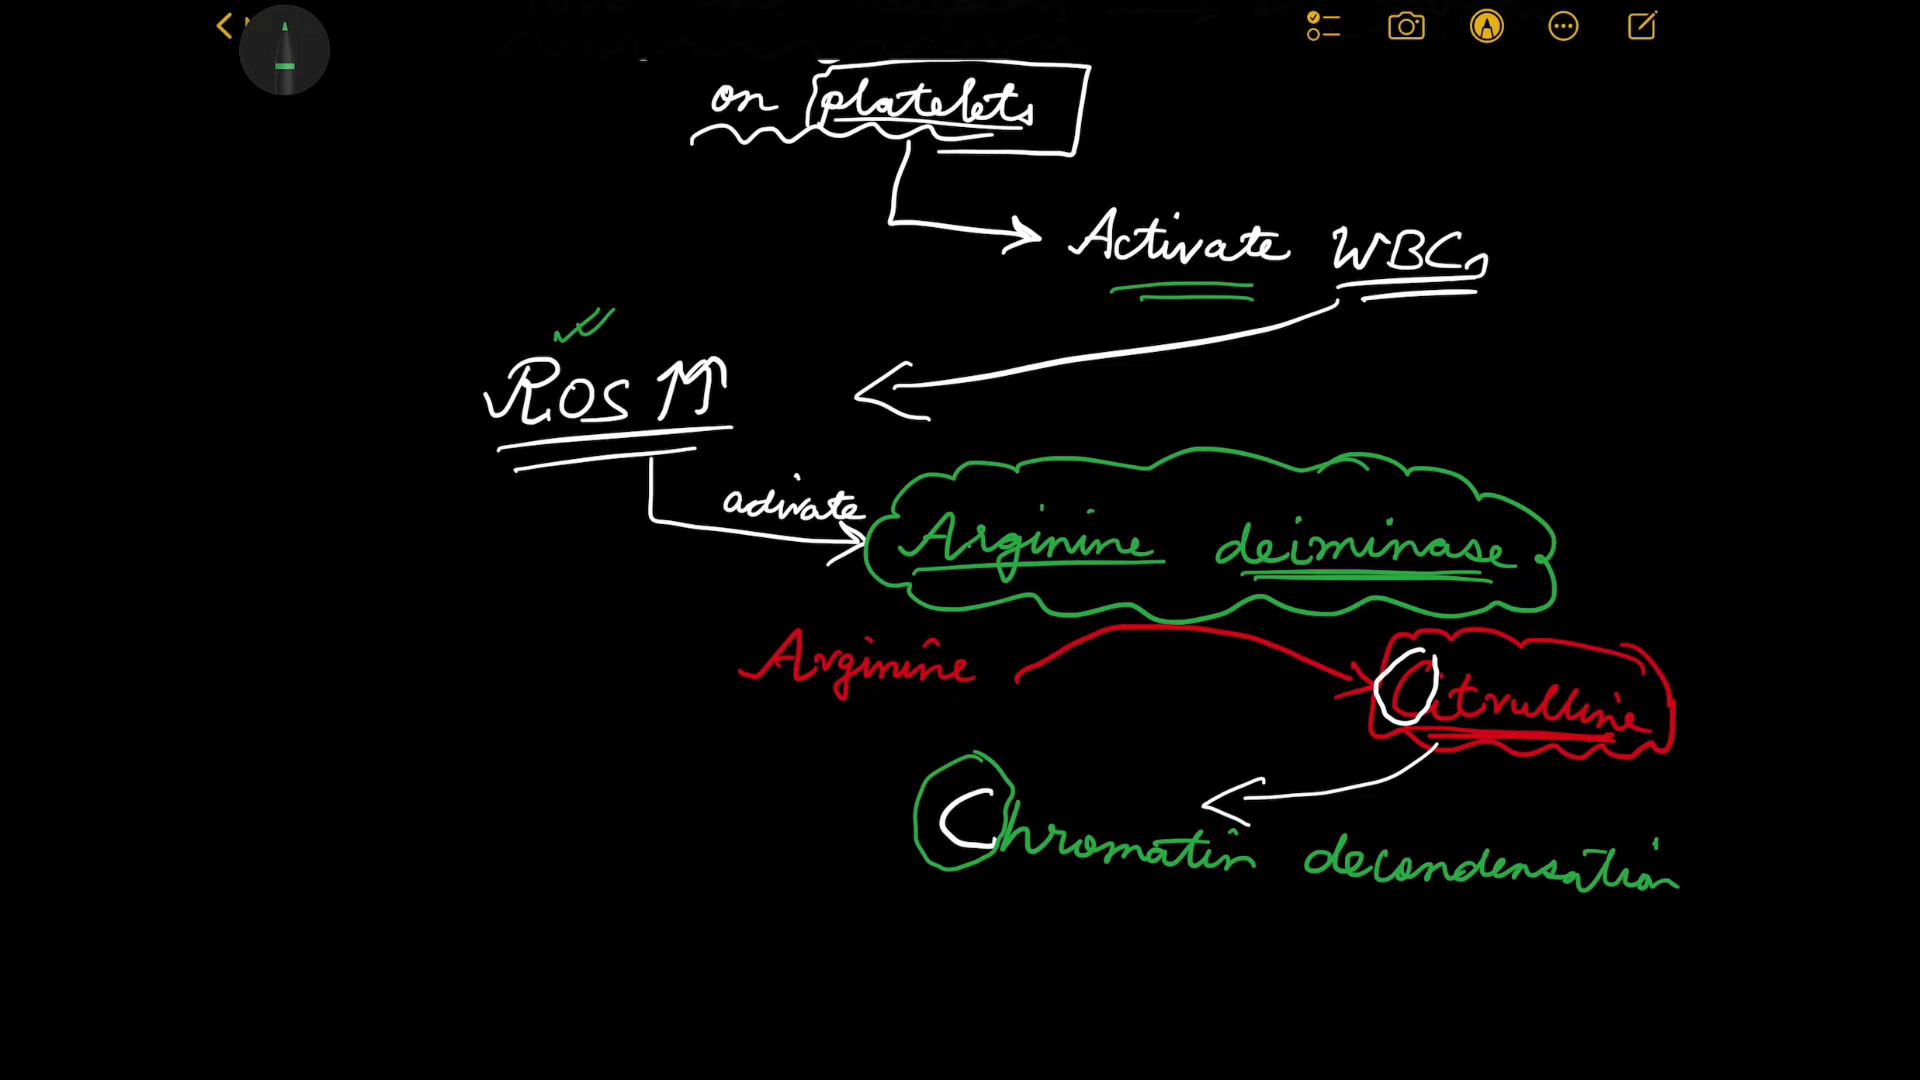 on platelets
Activate WBCs
ROS ↑↑
activate
Arginine deiminase
Arginine
Citrulline
Chromatin decondensation